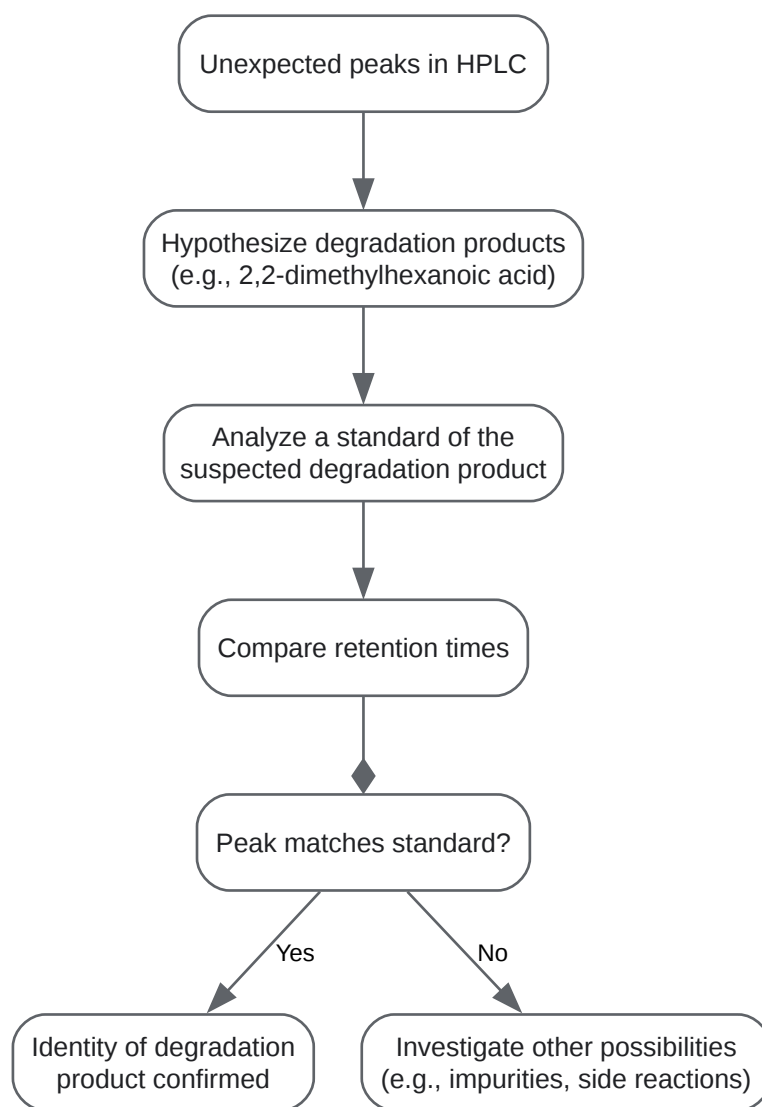 Unexpected peaks in HPLC
Hypothesize degradation products
(e.g., 2,2-dimethylhexanoic acid)
Analyze a standard of the
suspected degradation product
Compare retention times
Peak matches standard?
Yes
No
Identity of degradation
product confirmed
Investigate other possibilities
(e.g., impurities, side reactions)